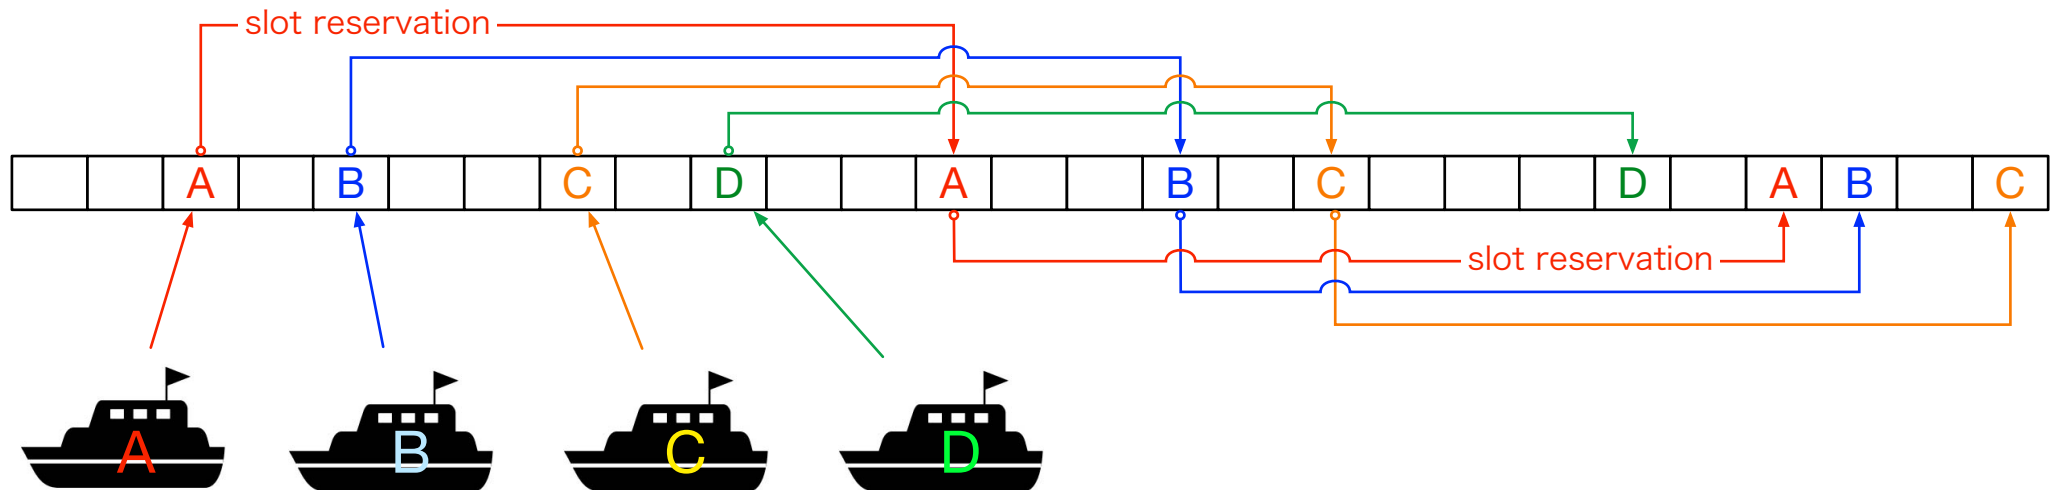 slot reservation
A B C D A B C D A B C
slot reservation
A B C D